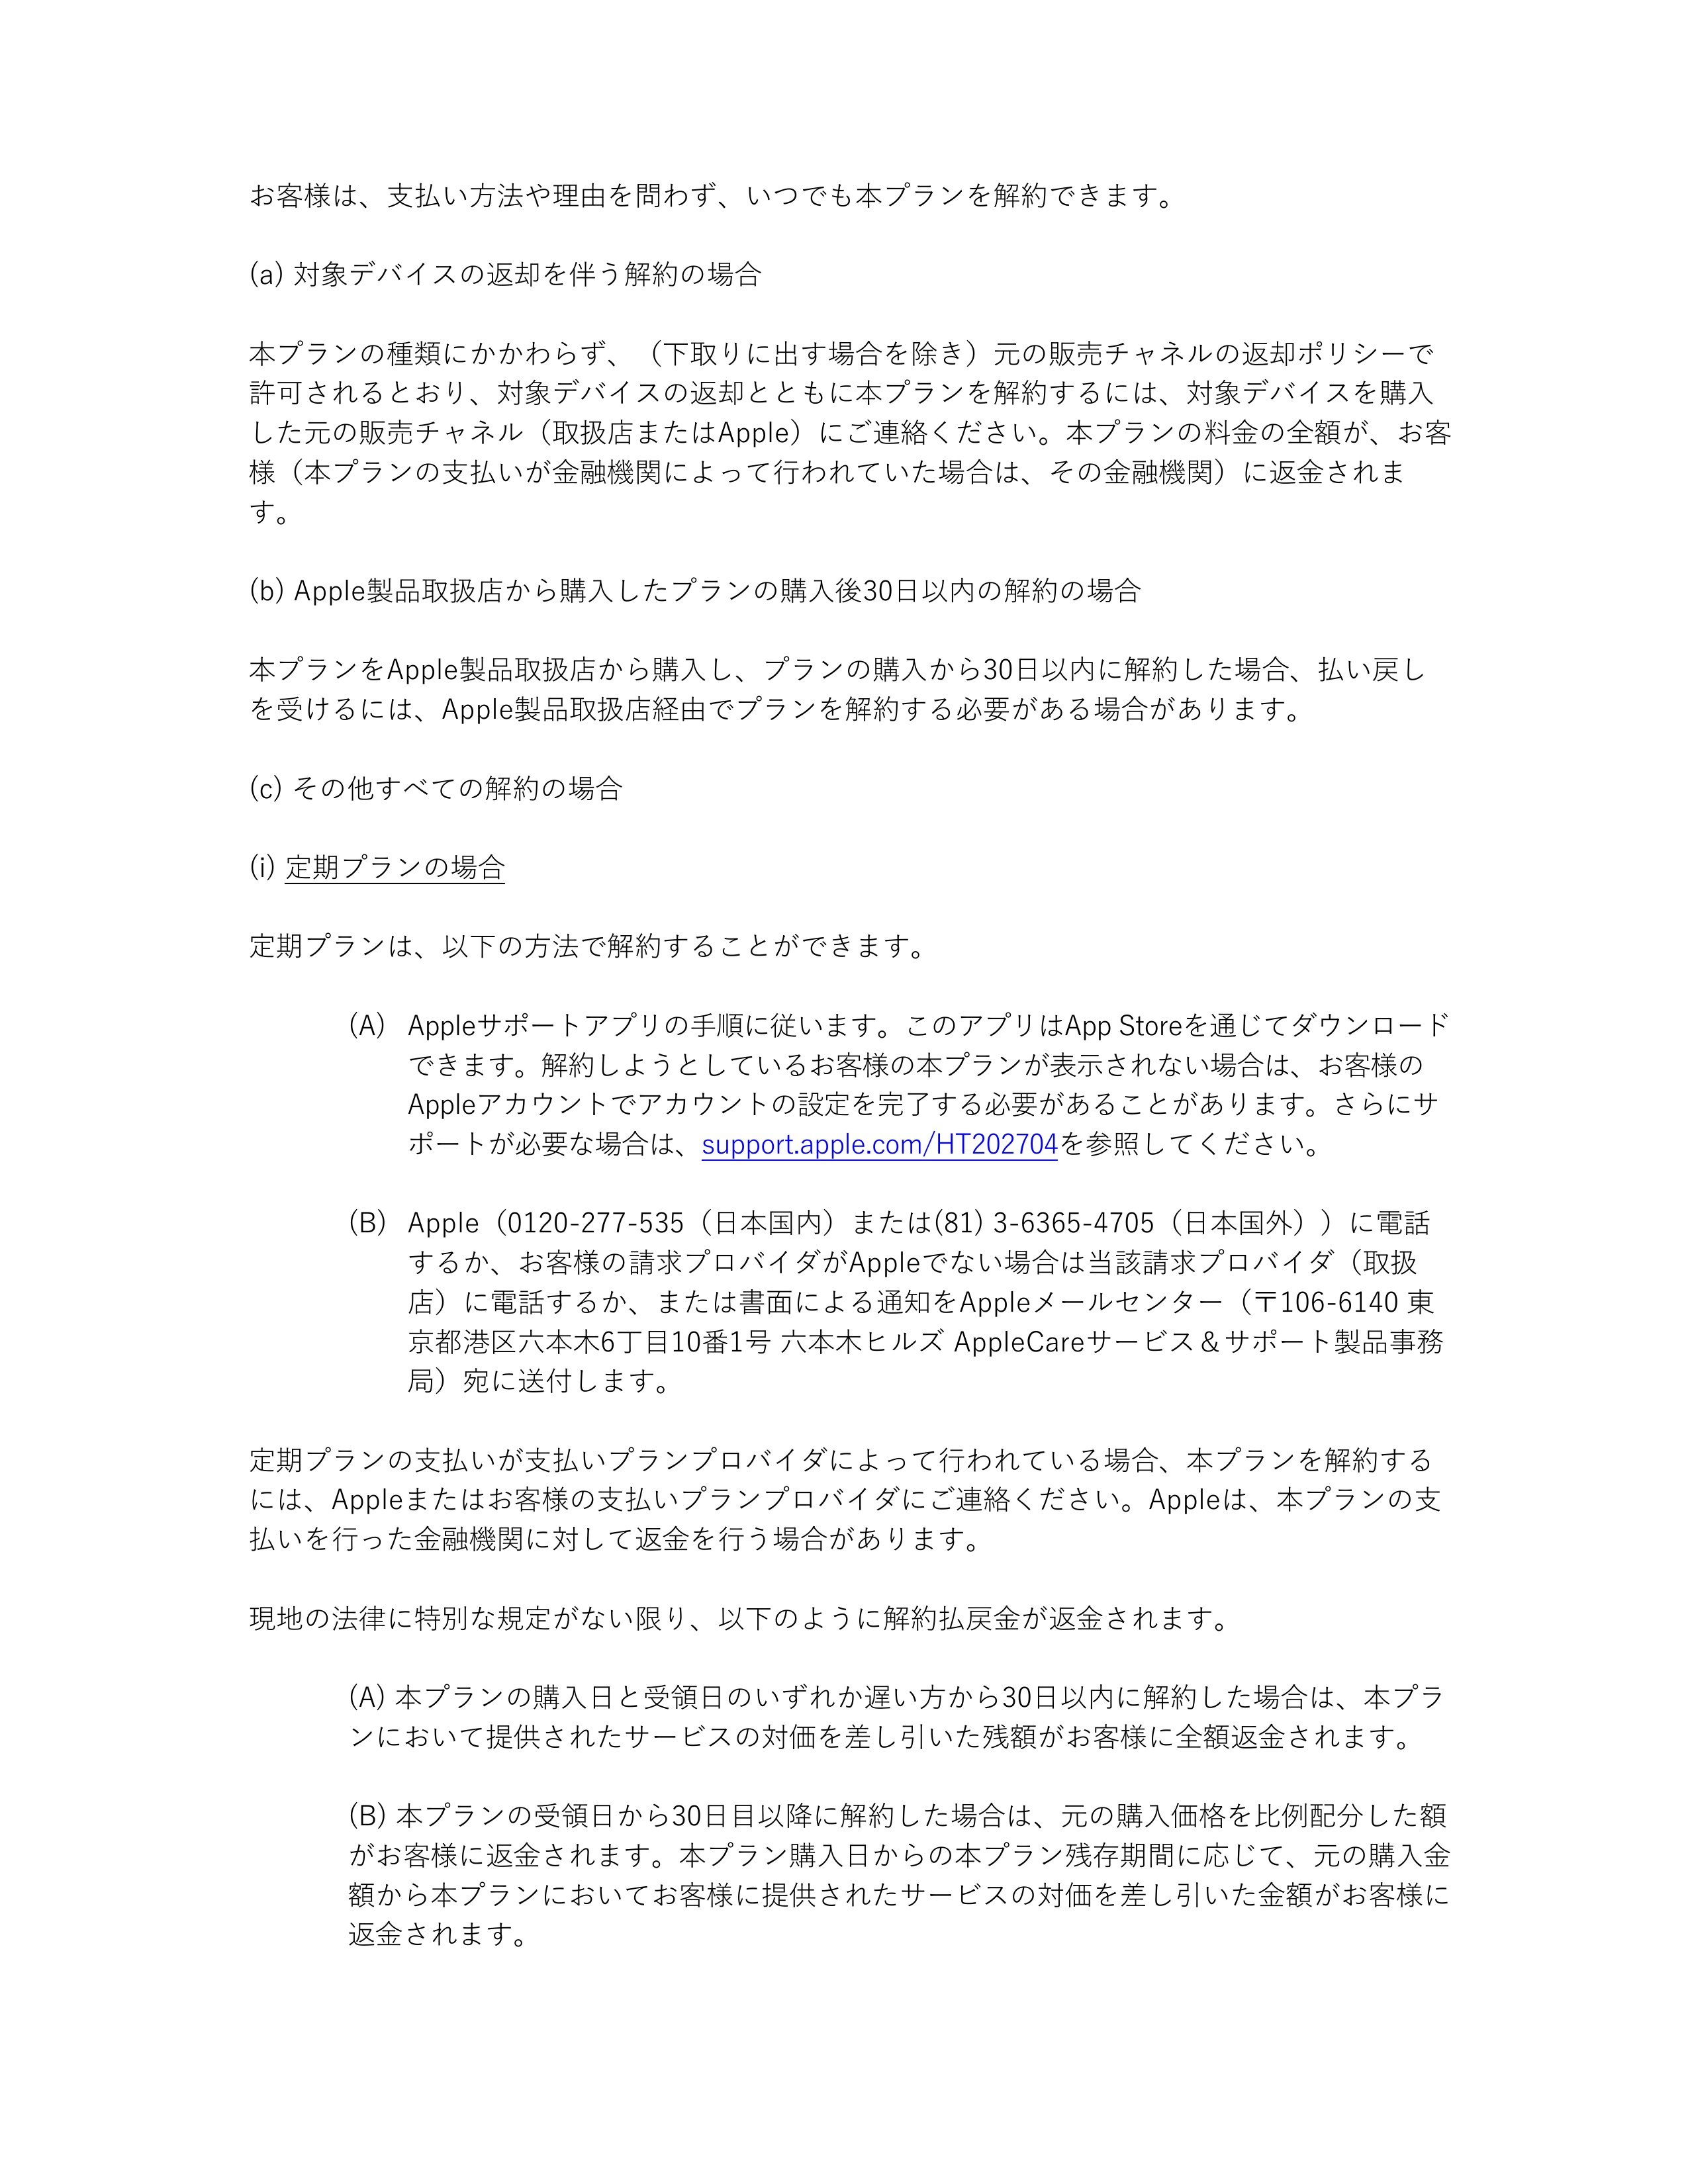 お客様は、支払い方法や理由を問わず、いつでも本プランを解約できます。
(a) 対象デバイスの返却を伴う解約の場合
本プランの種類にかかわらず、（下取りに出す場合を除き）元の販売チャネルの返却ポリシーで
許可されるとおり、対象デバイスの返却とともに本プランを解約するには、対象デバイスを購入
した元の販売チャネル（取扱店またはApple）にご連絡ください。本プランの料金の全額が、お客
様（本プランの支払いが金融機関によって行われていた場合は、その金融機関）に返金されま
す。
(b) Apple製品取扱店から購入したプランの購入後30日以内の解約の場合
本プランをApple製品取扱店から購入し、プランの購入から30日以内に解約した場合、払い戻し
を受けるには、Apple製品取扱店経由でプランを解約する必要がある場合があります。
(c) その他すべての解約の場合
(i) 定期プランの場合
定期プランは、以下の方法で解約することができます。
(A) Appleサポートアプリの手順に従います。このアプリはApp Storeを通じてダウンロード
できます。解約しようとしているお客様の本プランが表示されない場合は、お客様の
Appleアカウントでアカウントの設定を完了する必要があることがあります。さらにサ
ポートが必要な場合は、support.apple.com/HT202704を参照してください。
(B) Apple（0120-277-535（日本国内）または(81) 3-6365-4705（日本国外））に電話
するか、お客様の請求プロバイダがAppleでない場合は当該請求プロバイダ（取扱
店）に電話するか、または書面による通知をAppleメールセンター（〒106-6140 東
京都港区六本木6丁目10番1号 六本木ヒルズ AppleCareサービス＆サポート製品事務
局）宛に送付します。
定期プランの支払いが支払いプランプロバイダによって行われている場合、本プランを解約する
には、Appleまたはお客様の支払いプランプロバイダにご連絡ください。Appleは、本プランの支
払いを行った金融機関に対して返金を行う場合があります。
現地の法律に特別な規定がない限り、以下のように解約払戻金が返金されます。
(A) 本プランの購入日と受領日のいずれか遅い方から30日以内に解約した場合は、本プラ
ンにおいて提供されたサービスの対価を差し引いた残額がお客様に全額返金されます。
(B) 本プランの受領日から30日目以降に解約した場合は、元の購入価格を比例配分した額
がお客様に返金されます。本プラン購入日からの本プラン残存期間に応じて、元の購入金
額から本プランにおいてお客様に提供されたサービスの対価を差し引いた金額がお客様に
返金されます。